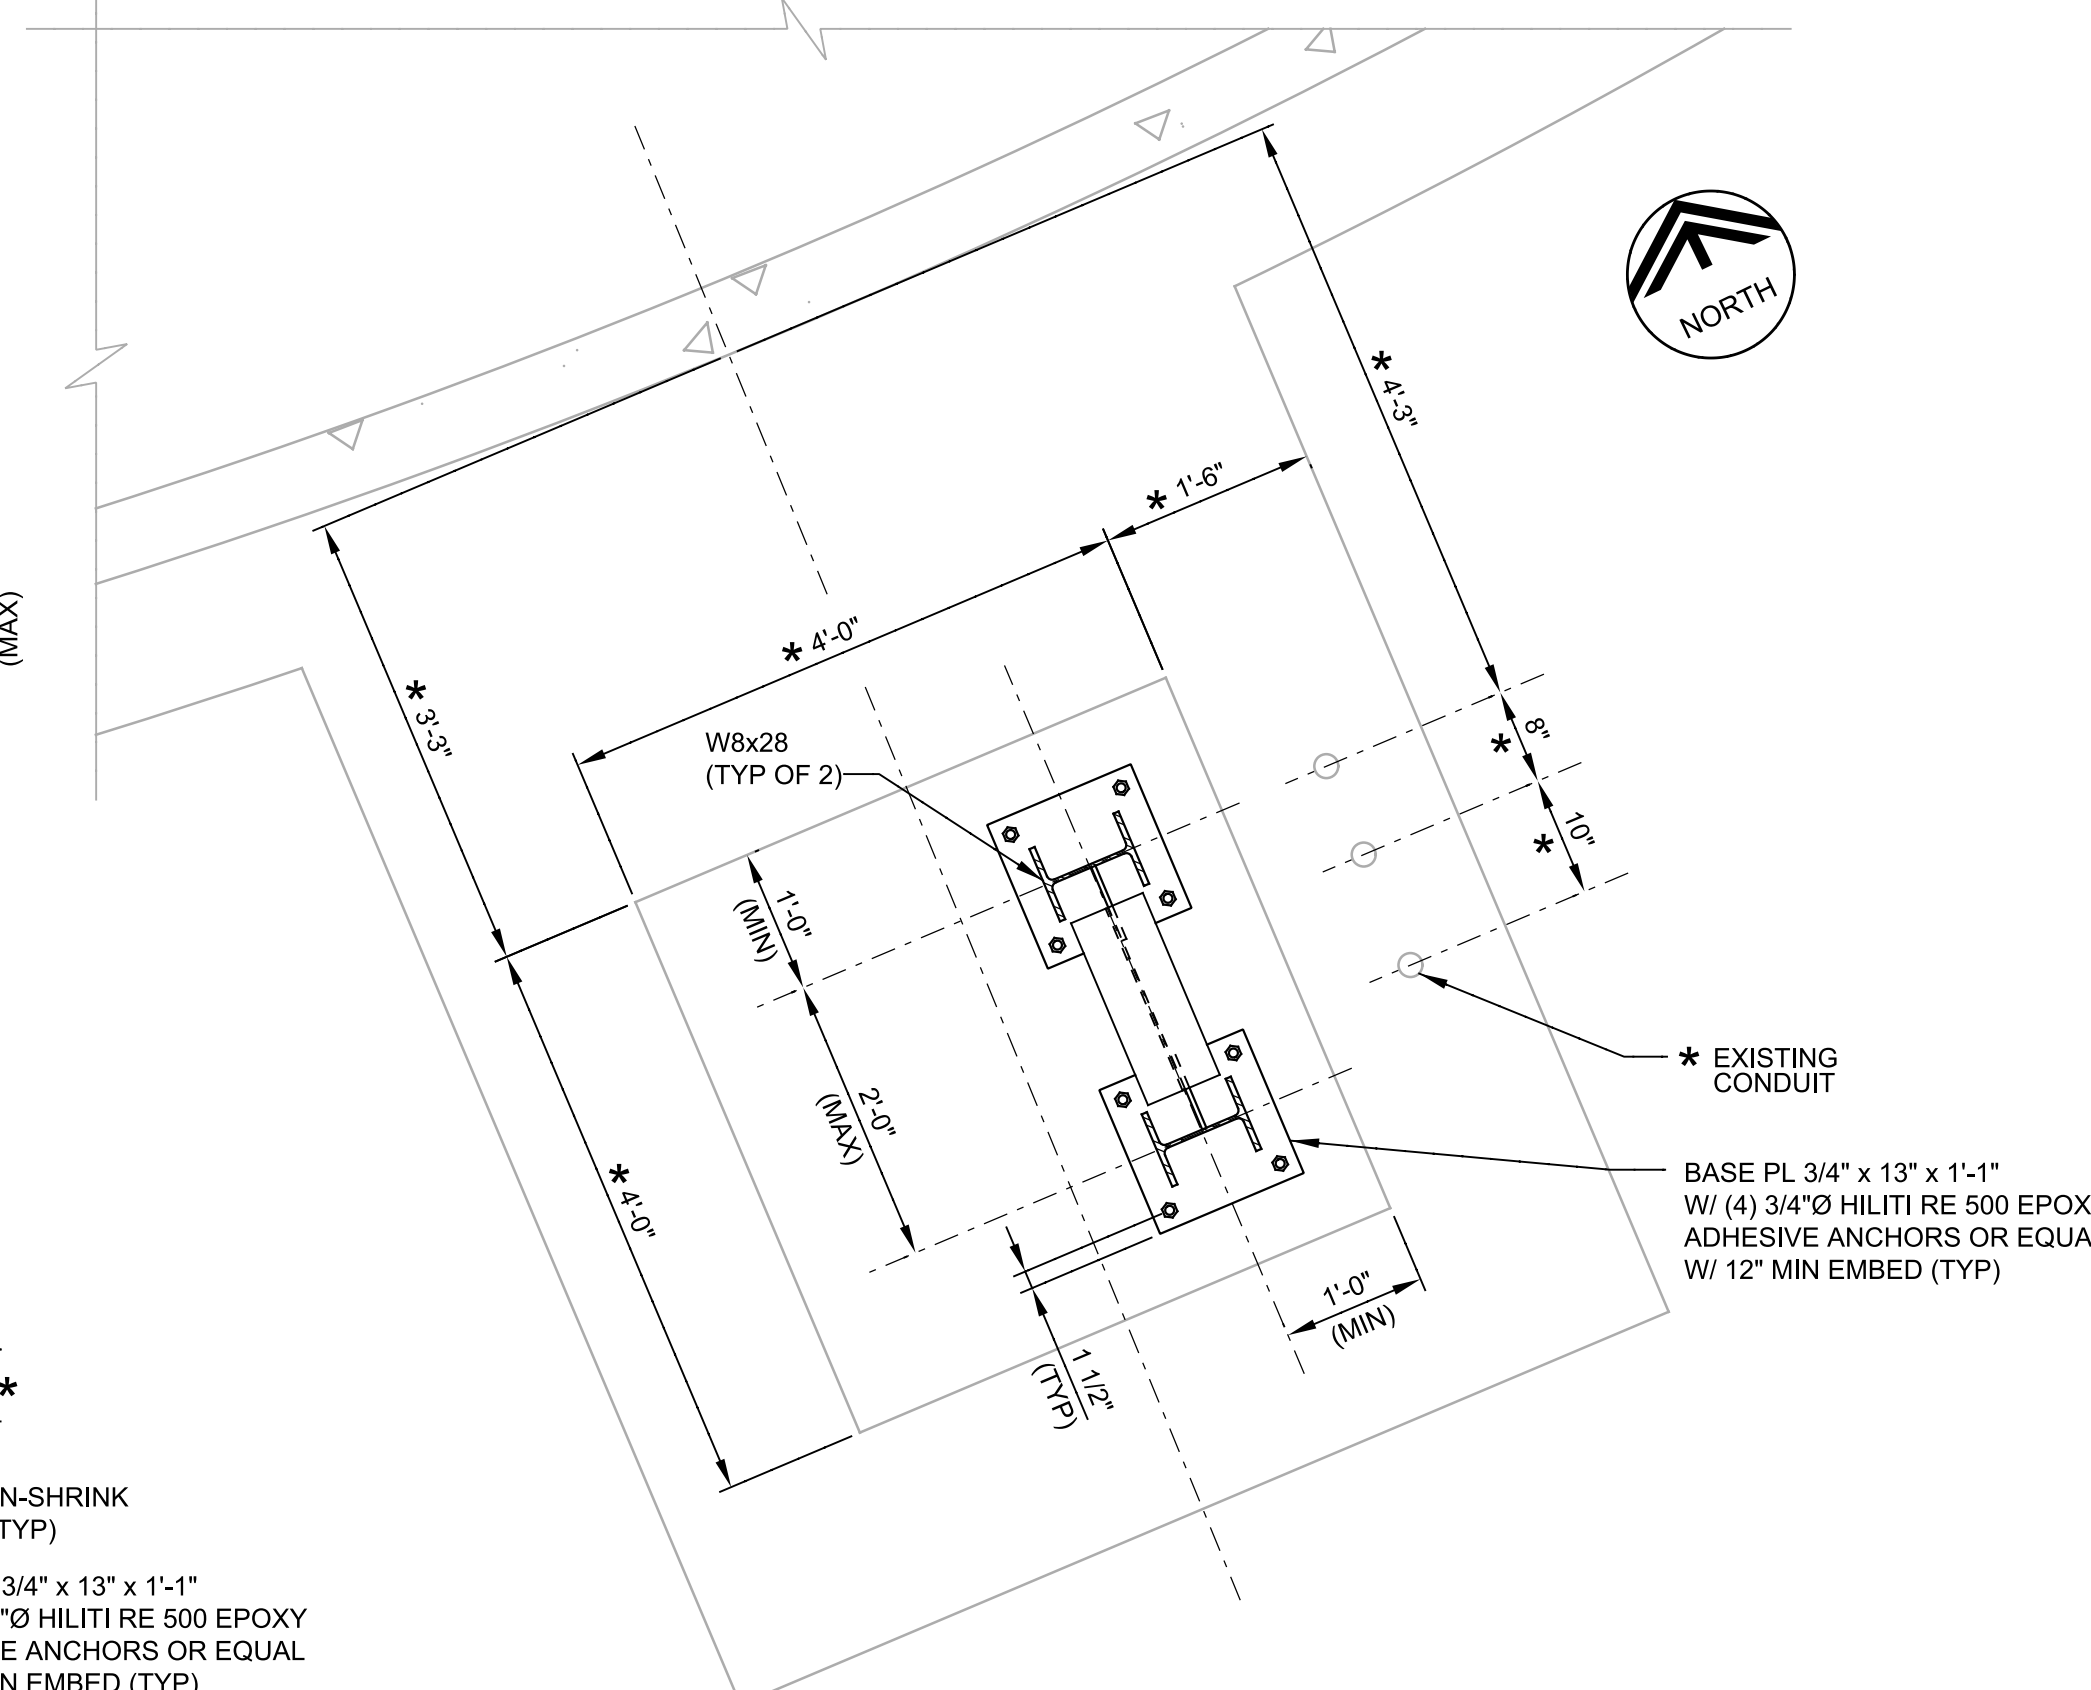 NORTH
* 4'-3"
* 1'-6"
* 4'-0"
(MAX)
* 3'-3"
8"
*
W8x28
(TYP OF 2)
10"
*
1'-0"
(MIN)
2'-0"
(MAX)
* EXISTING
CONDUIT
* 4'-0"
BASE PL 3/4" x 13" x 1'-1"
W/ (4) 3/4"Ø HILITI RE 500 EPOX
ADHESIVE ANCHORS OR EQUA
W/ 12" MIN EMBED (TYP)
1'-0"
(MIN)
1 1/2"
(TYP)
*
N-SHRINK
TYP)
3/4" x 13" x 1'-1"
"Ø HILITI RE 500 EPOXY
E ANCHORS OR EQUAL
N EMBED (TYP)